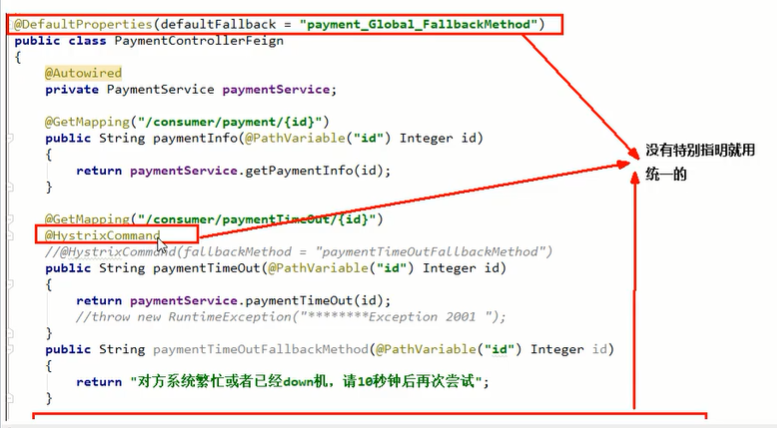 @DefaultProperties(defaultFallback = "payment_Global_FallbackMethod")
public class PaymentControllerFeign
{
@Autowired
private PaymentService paymentService;
@GetMapping("/consumer/payment/{id}")
public String paymentInfo(@PathVariable("id") Integer id)
{
return paymentService.getPaymentInfo(id);
}
@GetMapping("/consumer/paymentTimeOut/{id}")
@HystrixCommand
//@HystrixCommand(fallbackMethod = "paymentTimeOutFallbackMethod")
public String paymentTimeOut(@PathVariable("id") Integer id)
{
return paymentService.paymentTimeOut(id);
//throw new RuntimeException("********Exception 2001 ");
}
public String paymentTimeOutFallbackMethod(@PathVariable("id") Integer id)
{
return "对方系统繁忙或者已经down机，请10秒钟后再次尝试";
}
没有特别指明就用
统一的